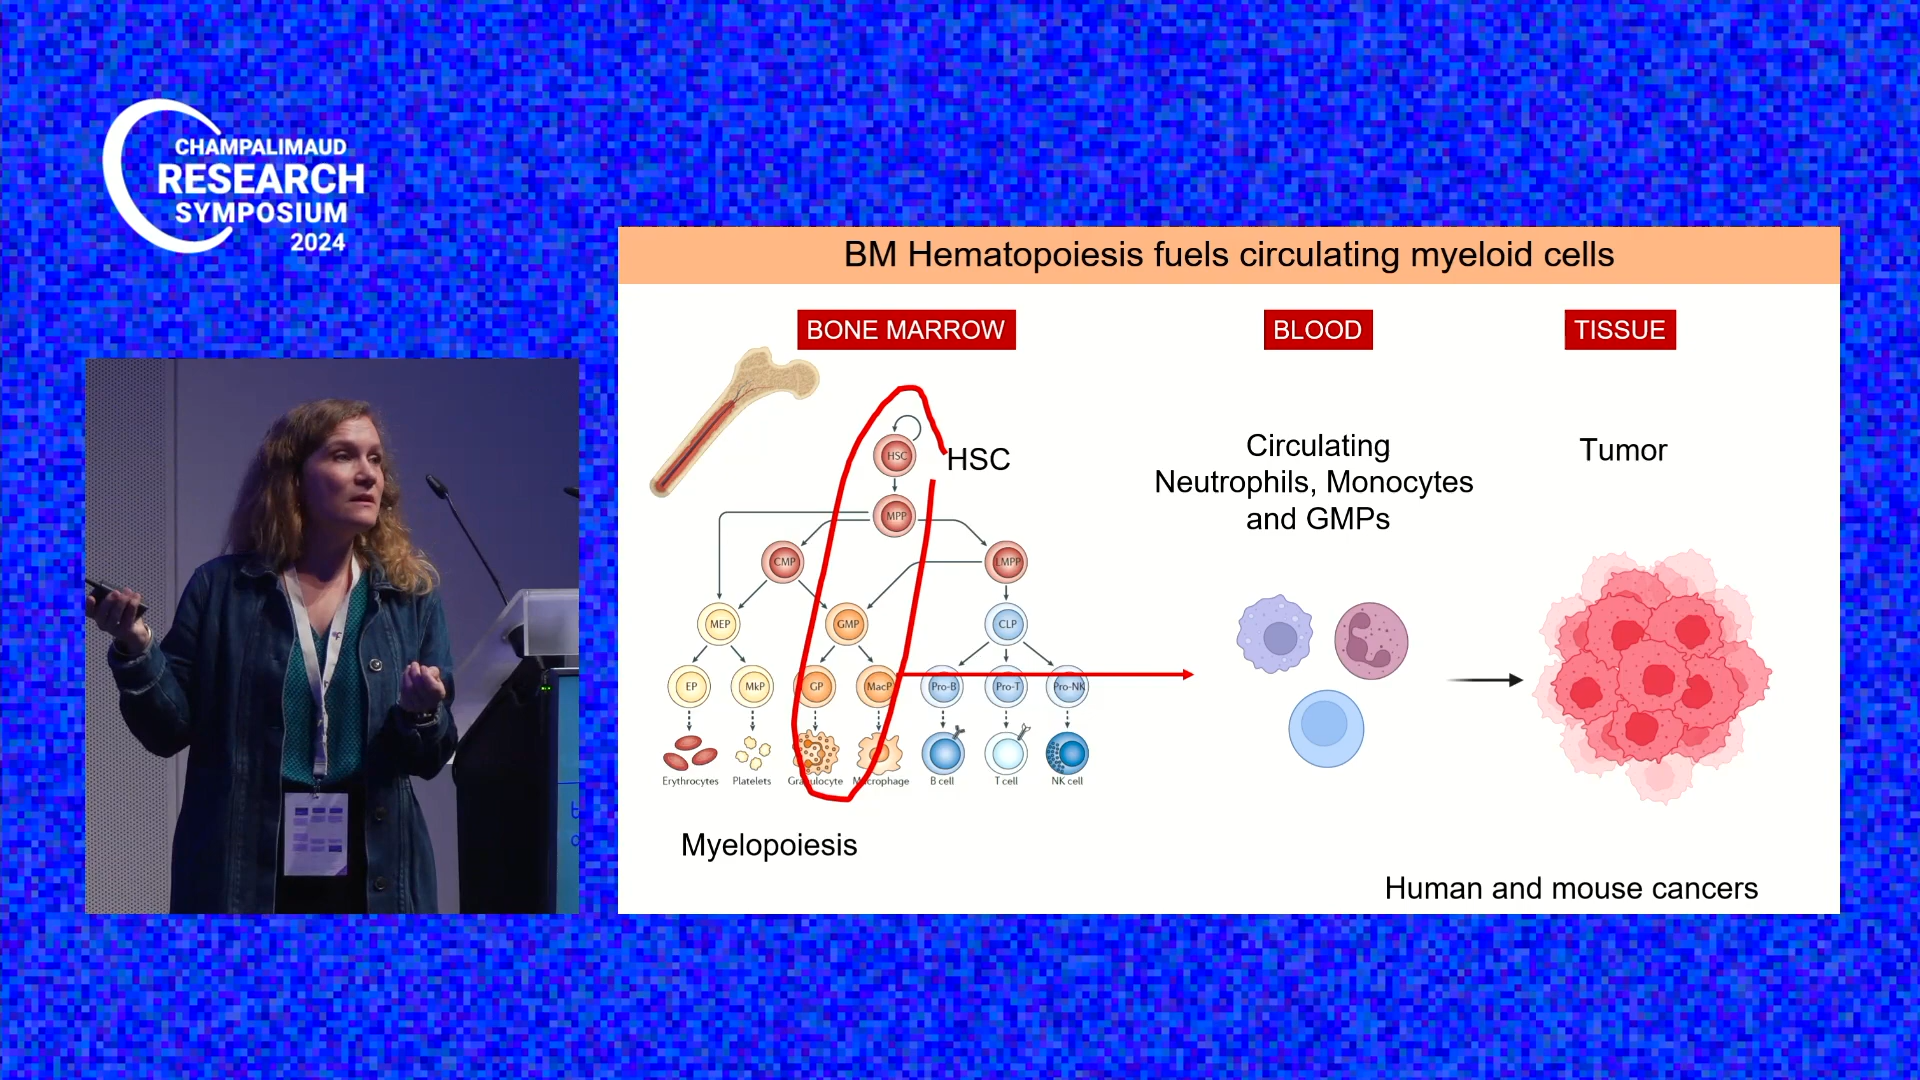 CHAMPALIMAUD
RESEARCH
SYMPOSIUM
2024
BM Hematopoiesis fuels circulating myeloid cells
BONE MARROW
BLOOD
TISSUE
HSC
HSC
MPP
CMP
LMPP
MEP
GMP
CLP
EP
MkP
GP
MacP
Pro-B
Pro-T
Pro-NK
Erythrocytes
Platelets
Granulocyte
Macrophage
B cell
T cell
NK cell
Myelopoiesis
Circulating
Neutrophils, Monocytes
and GMPs
Tumor
Human and mouse cancers